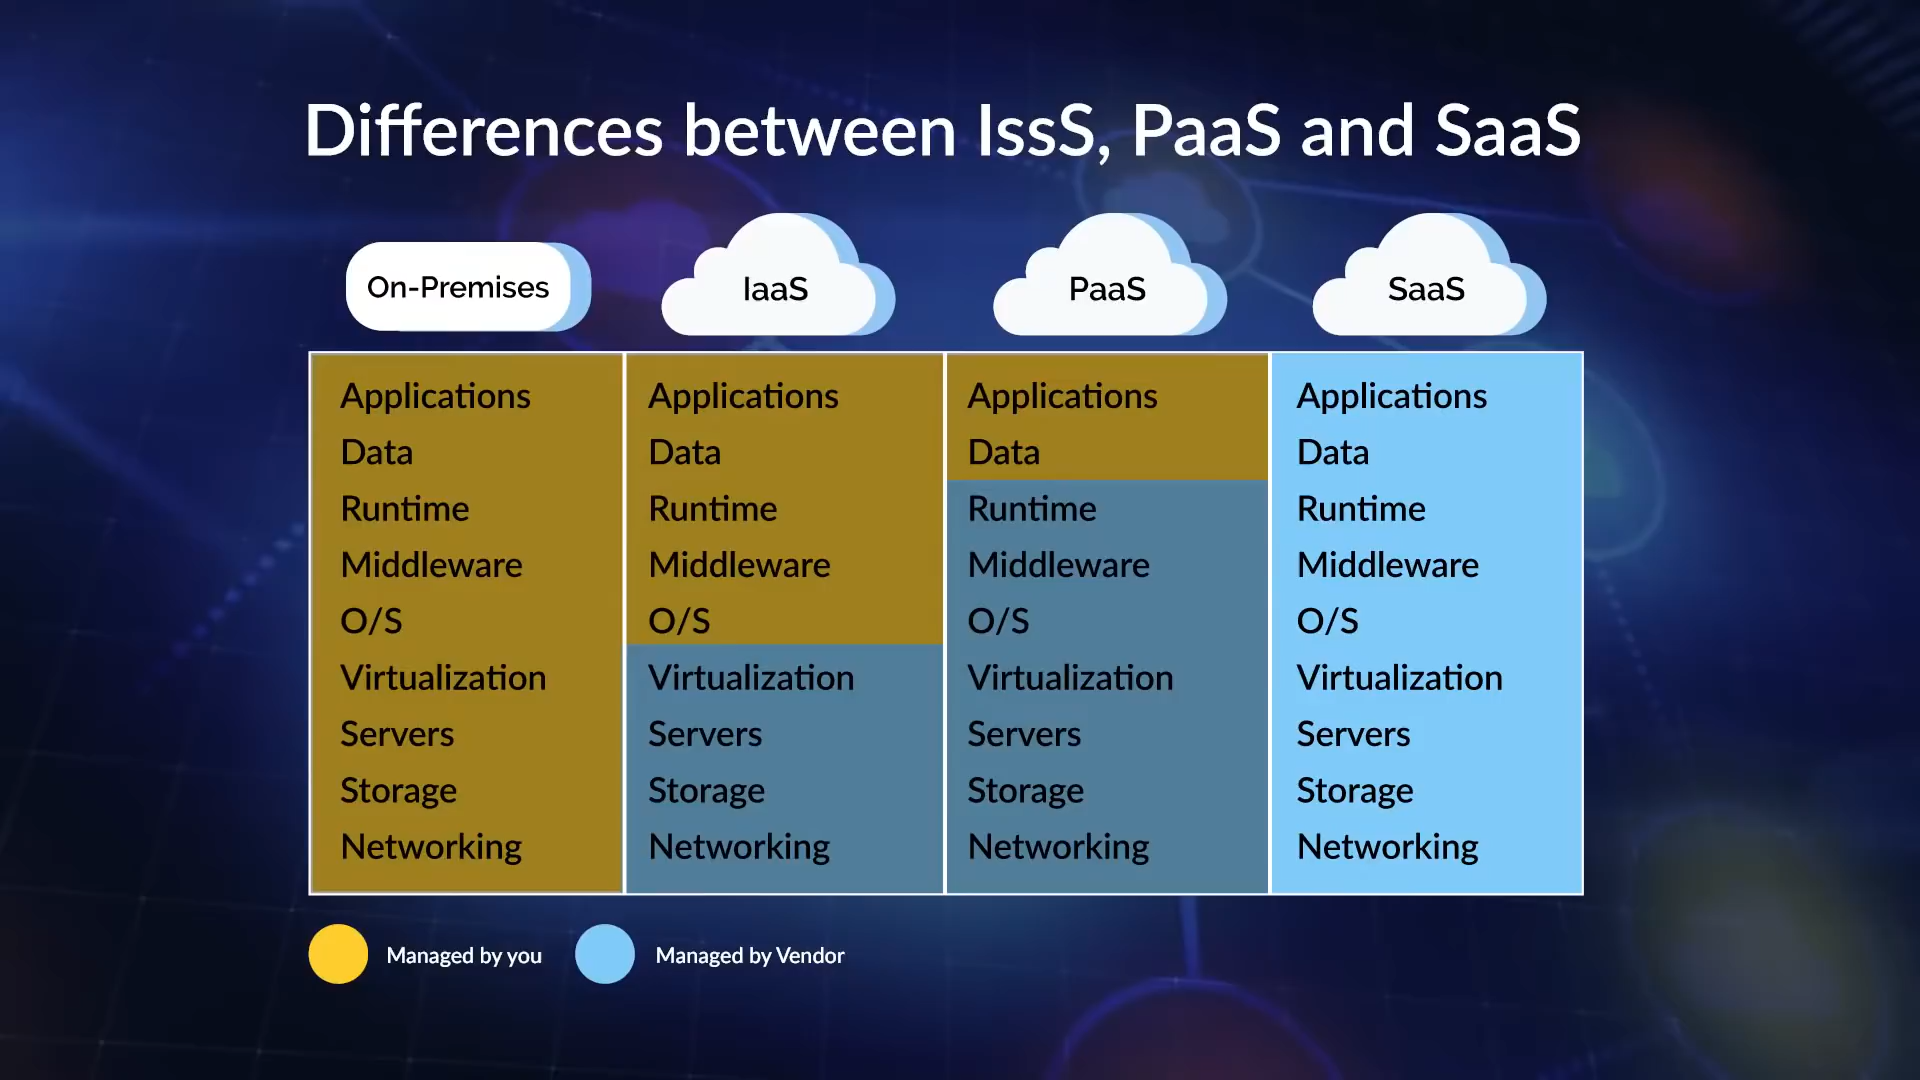 Differences between IssS, PaaS and SaaS
On-Premises IaaS PaaS SaaS
Applications Applications Applications Applications
Data Data Data Data
Runtime Runtime Runtime Runtime
Middleware Middleware Middleware Middleware
O/S O/S O/S O/S
Virtualization Virtualization Virtualization Virtualization
Servers Servers Servers Servers
Storage Storage Storage Storage
Networking Networking Networking Networking
Managed by you Managed by Vendor